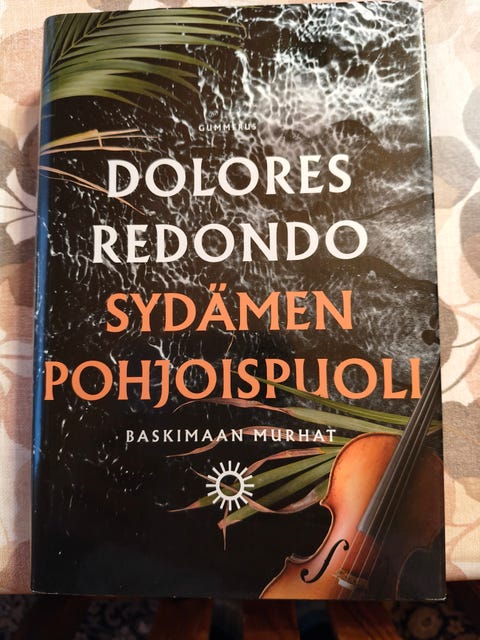 GUMMERUS
DOLORES
REDONDO
SYDÄMEN
POHJOISPUOLI
BASKIMAAN MURHAT